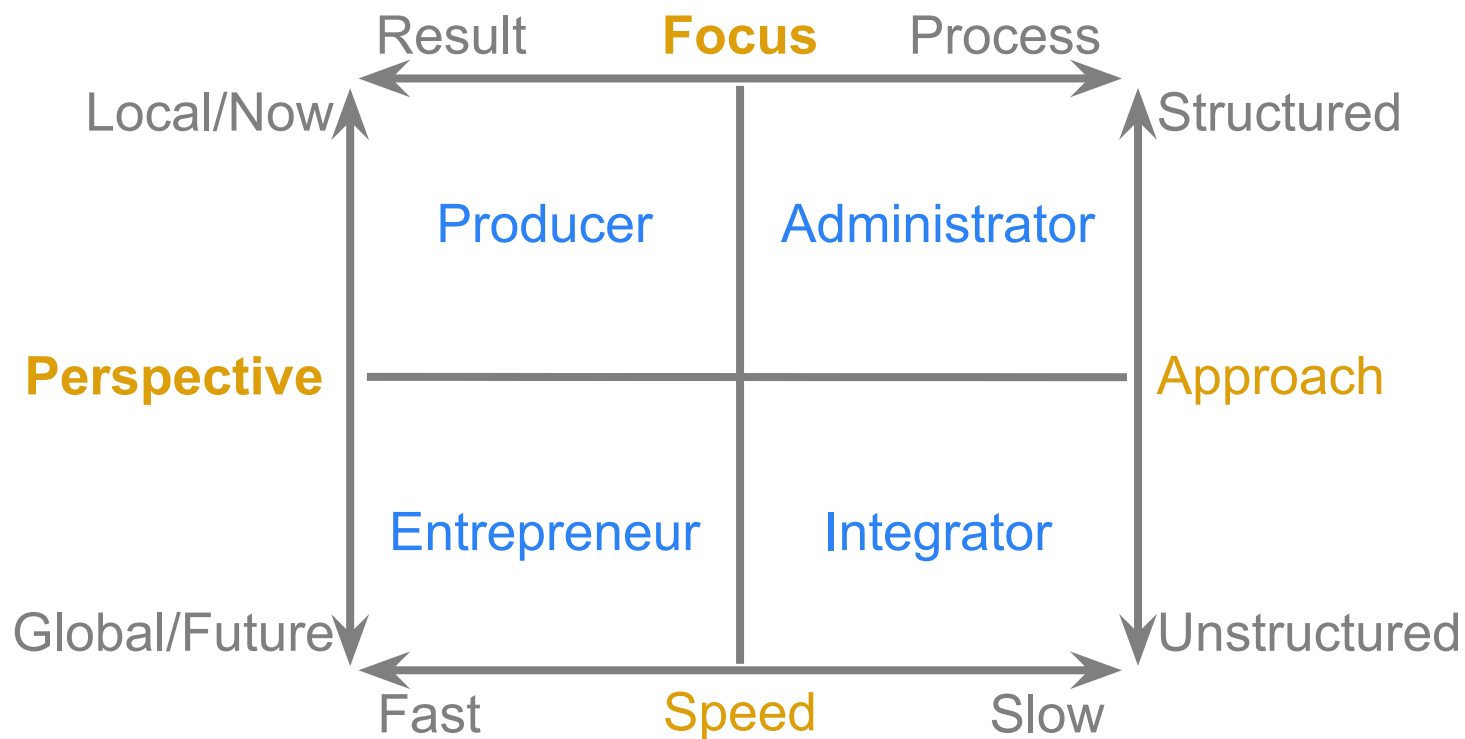 Result Focus Process
Local/Now Structured
Producer Administrator
Perspective Approach
Entrepreneur Integrator
Global/Future Unstructured
Fast Speed Slow